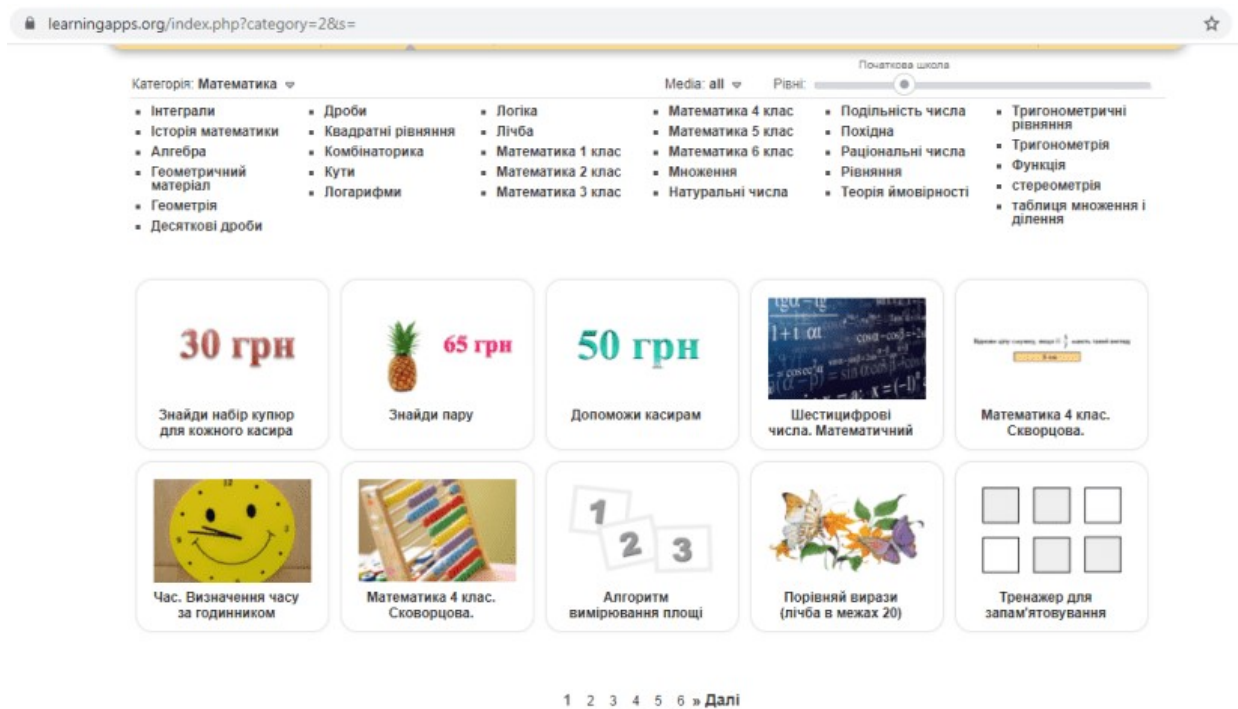 learningapps.org/index.php?category=2&s=
Початкова школа
Категорія: Математика
Media: all
Рівні:
Інтеграли
Історія математики
Алгебра
Геометричний
матеріал
Геометрія
Десяткові дроби
Дроби
Квадратні рівняння
Комбінаторика
Кути
Логарифми
Логіка
Лічба
Математика 1 клас
Математика 2 клас
Математика 3 клас
Математика 4 клас
Математика 5 клас
Математика 6 клас
Множення
Натуральні числа
Подільність числа
Похідна
Раціональні числа
Рівняння
Теорія ймовірності
Тригонометричні
рівняння
Тригонометрія
Функція
стереометрія
таблиця множення і
ділення
30 грн
Знайди набір купюр
для кожного касира
65 грн
Знайди пару
50 грн
Допоможи касирам
Шестицифрові
числа. Математичний
Математика 4 клас.
Скворцова.
Час. Визначення часу
за годинником
Математика 4 клас.
Сковорцова.
1
2
3
Алгоритм
вимірювання площі
Порівняй вирази
(лічба в межах 20)
Тренажер для
запам'ятовування
1 2 3 4 5 6 » Далі